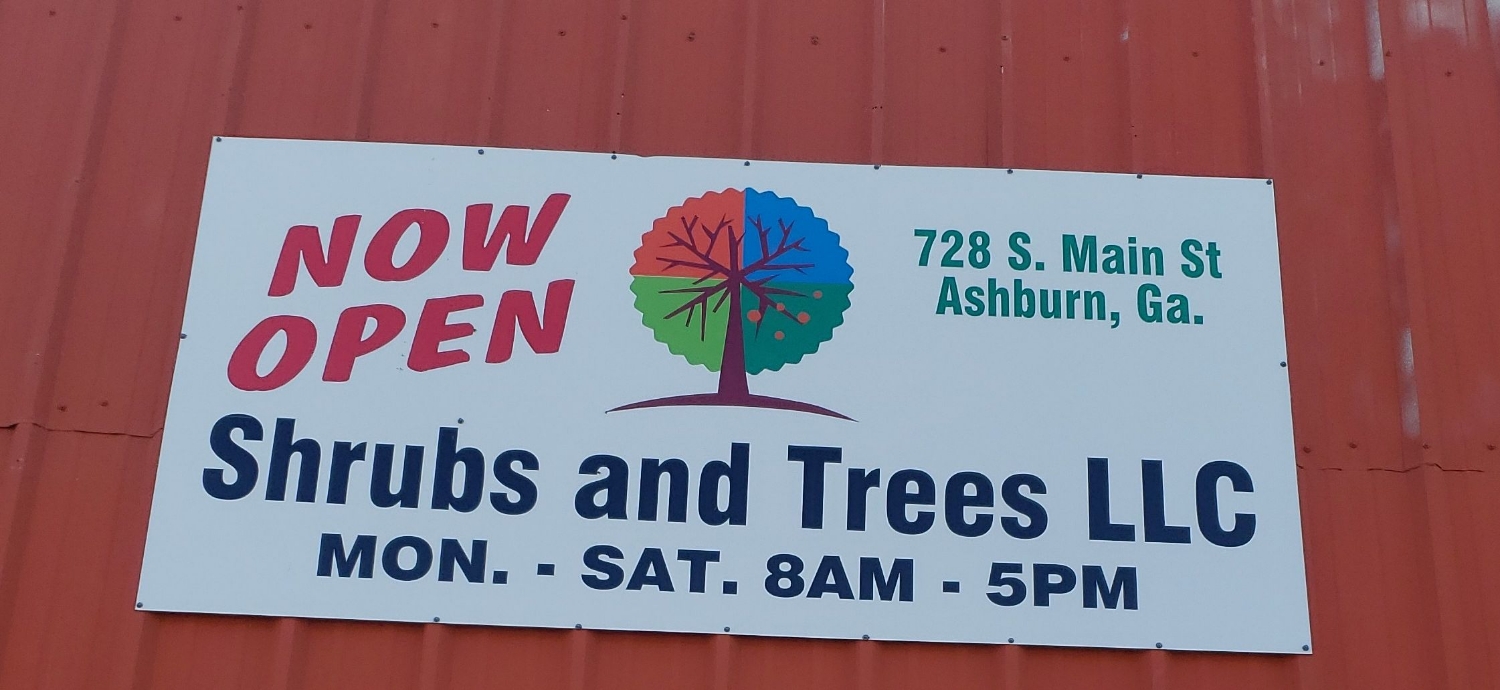 NOW
OPEN
728 S. Main St
Ashburn, Ga.
Shrubs and Trees LLC
MON. - SAT. 8AM - 5PM